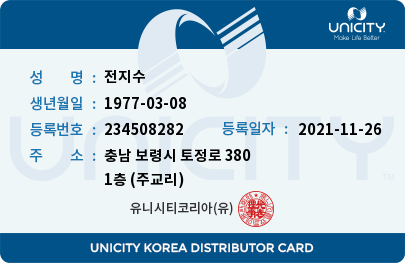 UNICITY
Make Life Better
성 명 : 전지수
생년월일 : 1977-03-08
등록번호 : 234508282 등록일자 : 2021-11-26
주 소 : 충남 보령시 토정로 380
1층 (주교리)
UNICITY
유니시티코리아(유)
UNICITY KOREA DISTRIBUTOR CARD